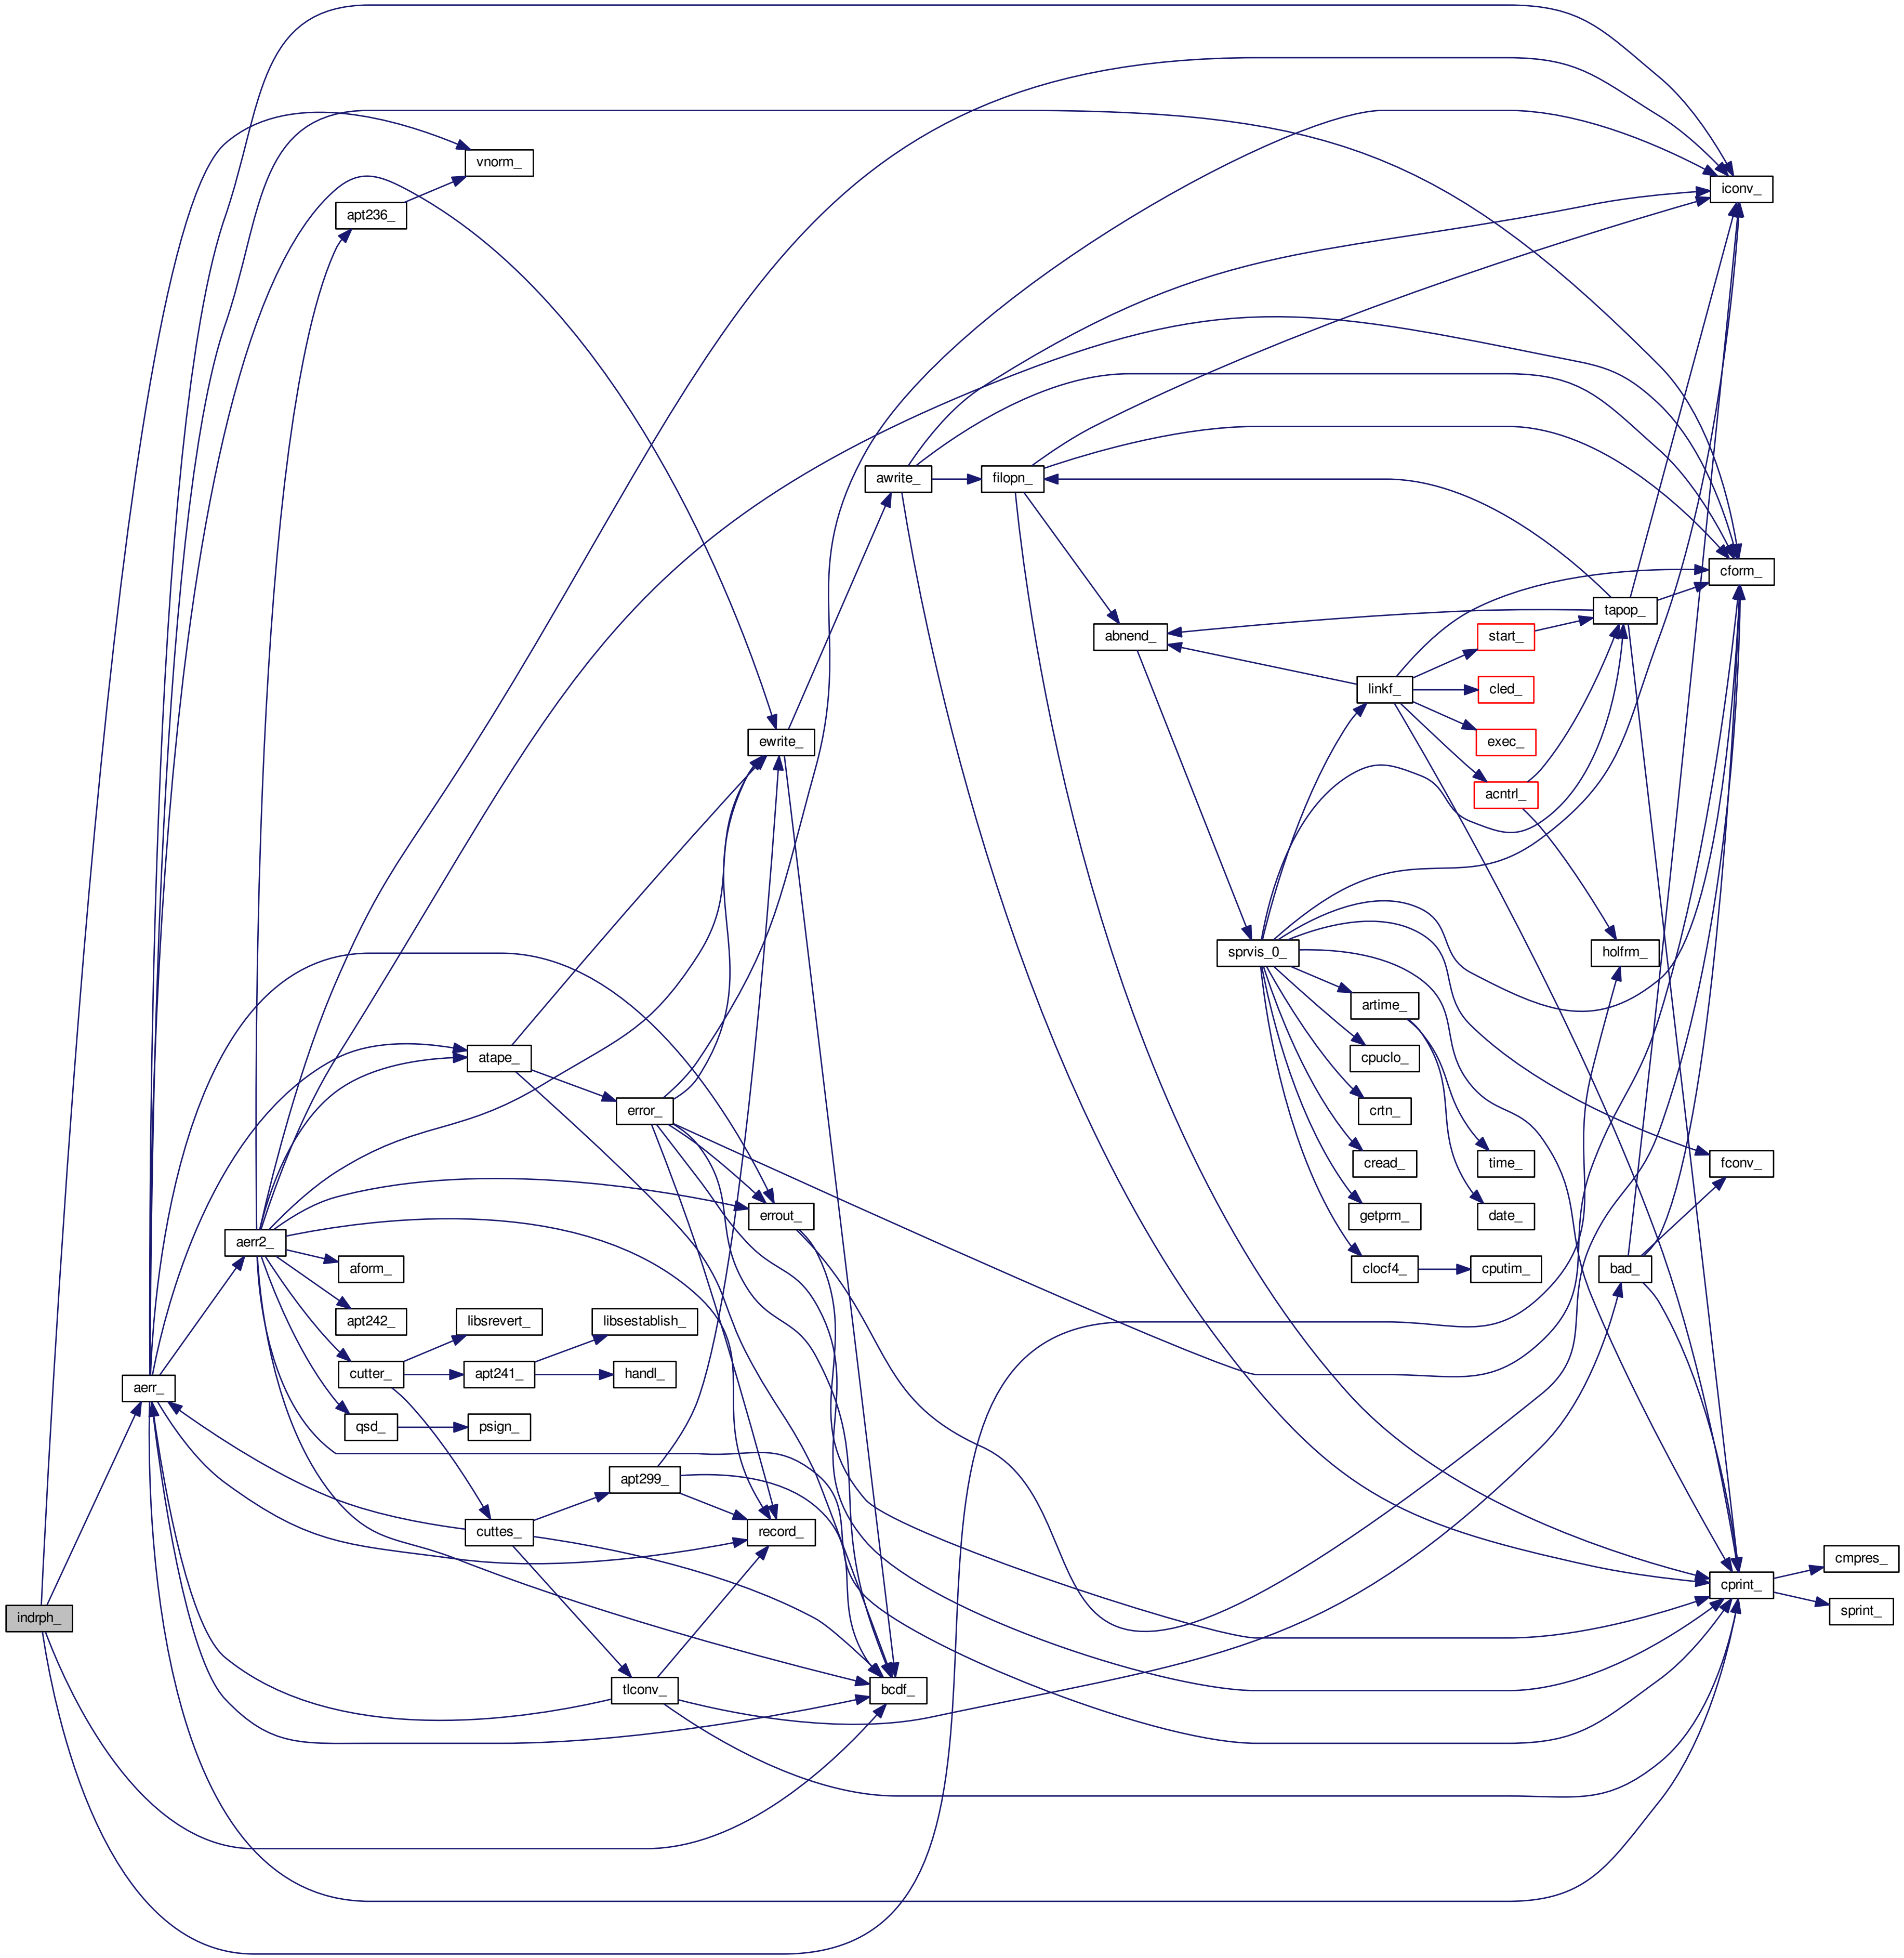 vnorm_
iconv_
apt236_
awrite_
filopn_
cform_
tapop_
abnend_
start_
linkf_
cled_
exec_
ewrite_
acntrl_
sprvis_0_
holfrm_
artime_
atape_
cpuclo_
error_
crtn_
cread_
time_
fconv_
errout_
getprm_
date_
aerr2_
aform_
clocf4_
cputim_
bad_
apt242_
libsrevert_
libsestablish_
aerr_
cutter_
apt241_
handl_
qsd_
psign_
apt299_
cuttes_
record_
cmpres_
cprint_
indrph_
sprint_
tlconv_
bcdf_